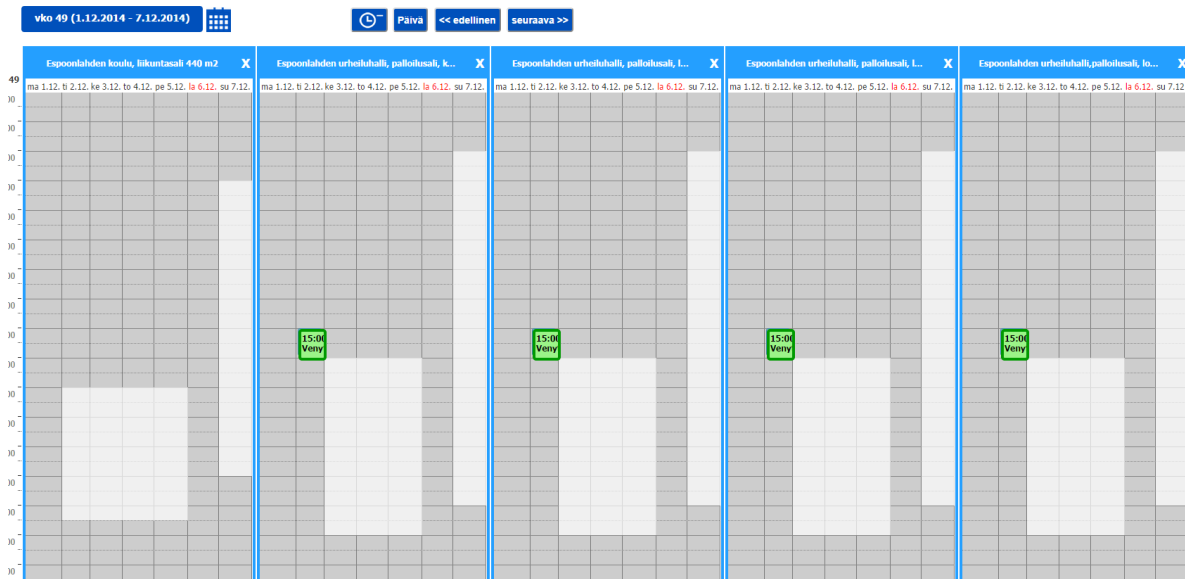 vko 49 (1.12.2014 - 7.12.2014) Päivä << edellinen seuraava >>
Espoonlahden koulu, liikuntasali 440 m2 X Espoonlahden urheiluhalli, palloilusali, k... X Espoonlahden urheiluhalli, palloilusali, l... X Espoonlahden urheiluhalli, palloilusali, l... X Espoonlahden urheiluhalli,palloilusali, lo... X
49
ma 1.12. ti 2.12. ke 3.12. to 4.12. pe 5.12. la 6.12. su 7.12. ma 1.12. ti 2.12. ke 3.12. to 4.12. pe 5.12. la 6.12. su 7.12. ma 1.12. ti 2.12. ke 3.12. to 4.12. pe 5.12. la 6.12. su 7.12. ma 1.12. ti 2.12. ke 3.12. to 4.12. pe 5.12. la 6.12. su 7.12. ma 1.12. ti 2.12. ke 3.12. to 4.12. pe 5.12. la 6.12. su 7.12.
15:00 15:00 15:00 15:00
Veny Veny Veny Veny